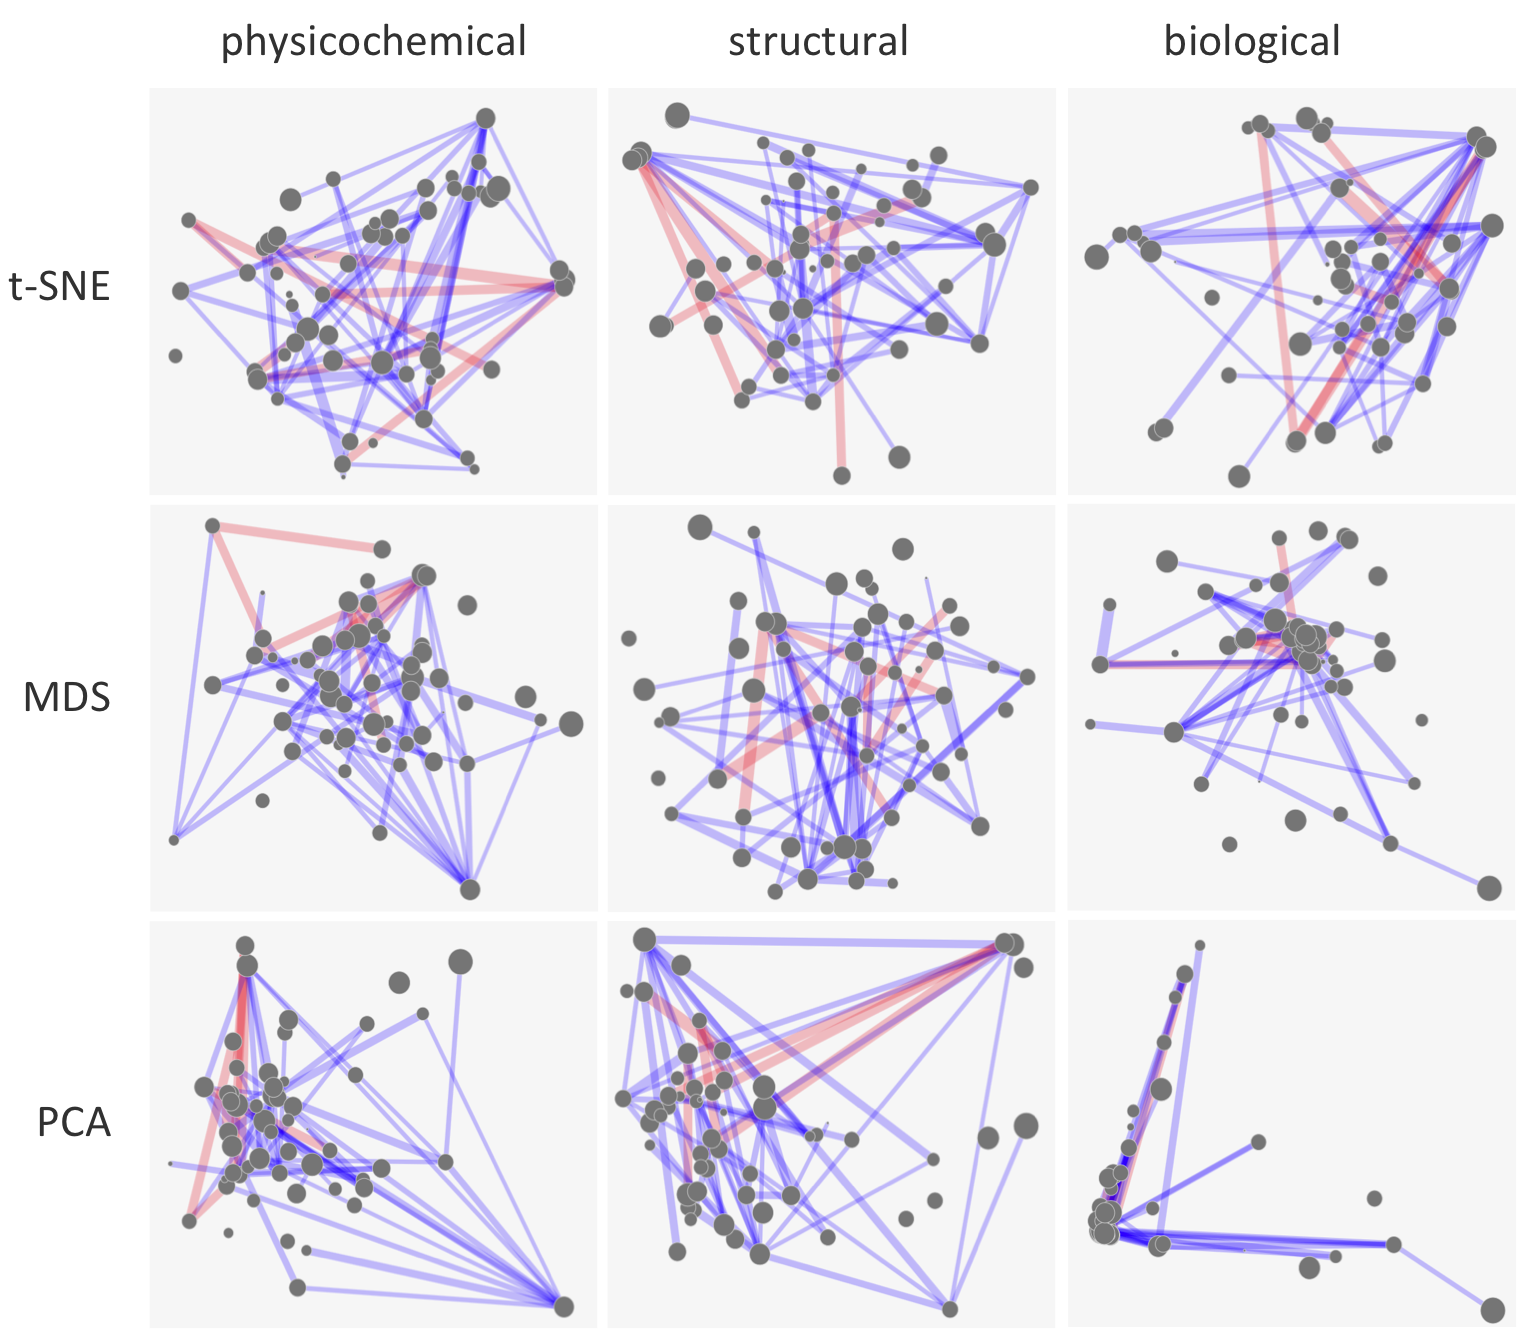 physicochemical structural biological
t-SNE
MDS
PCA